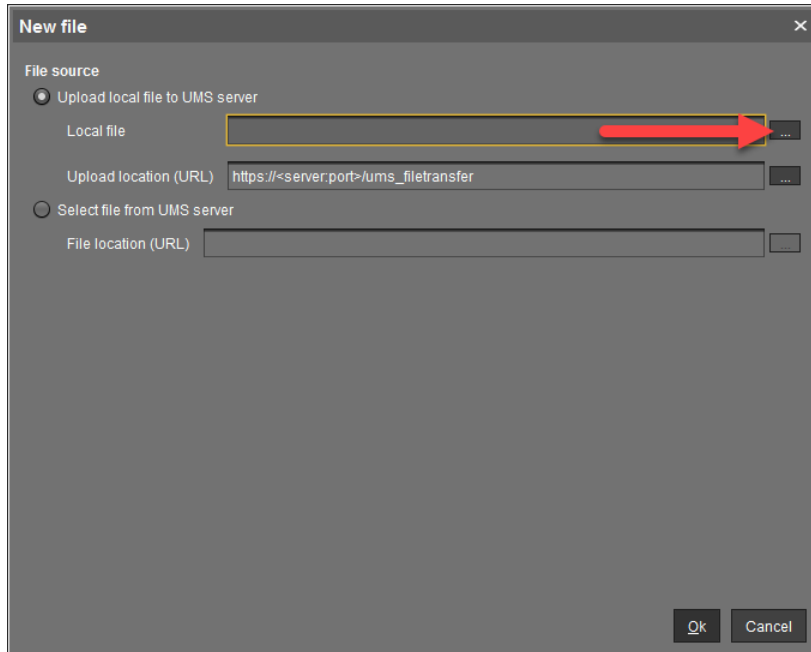 New file
File source
Upload local file to UMS server
Local file ...
Upload location (URL) https://<server:port>/ums_filetransfer ...
Select file from UMS server
File location (URL) ...
Ok Cancel